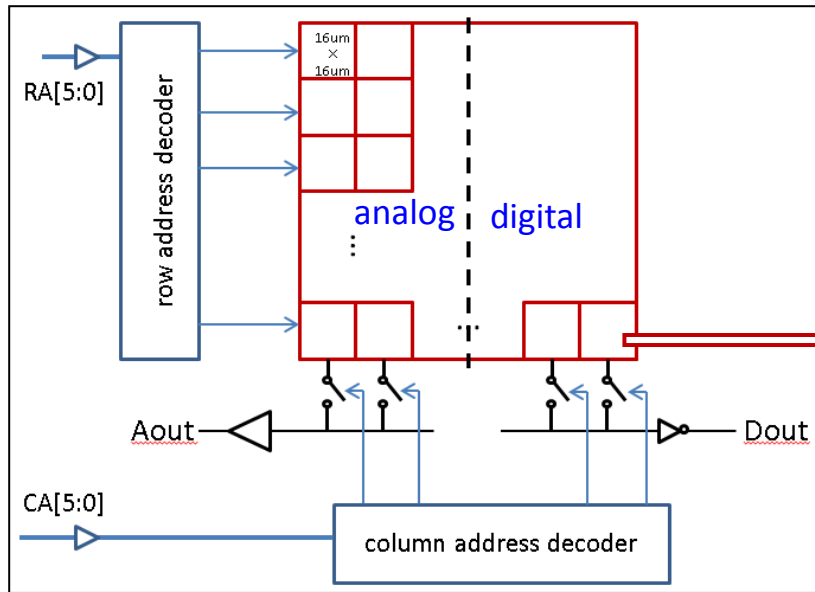 16um
×
16um
RA[5:0]
row address decoder
analog
digital
...
...
Aout
Dout
CA[5:0]
column address decoder